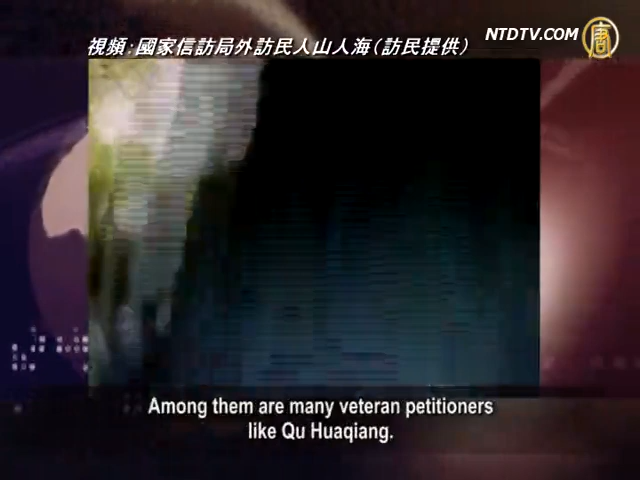 視頻：國家信訪局外訪民人山人海（訪民提供）
NTDTV.COM
唐
Among them are many veteran petitioners
like Qu Huaqiang.